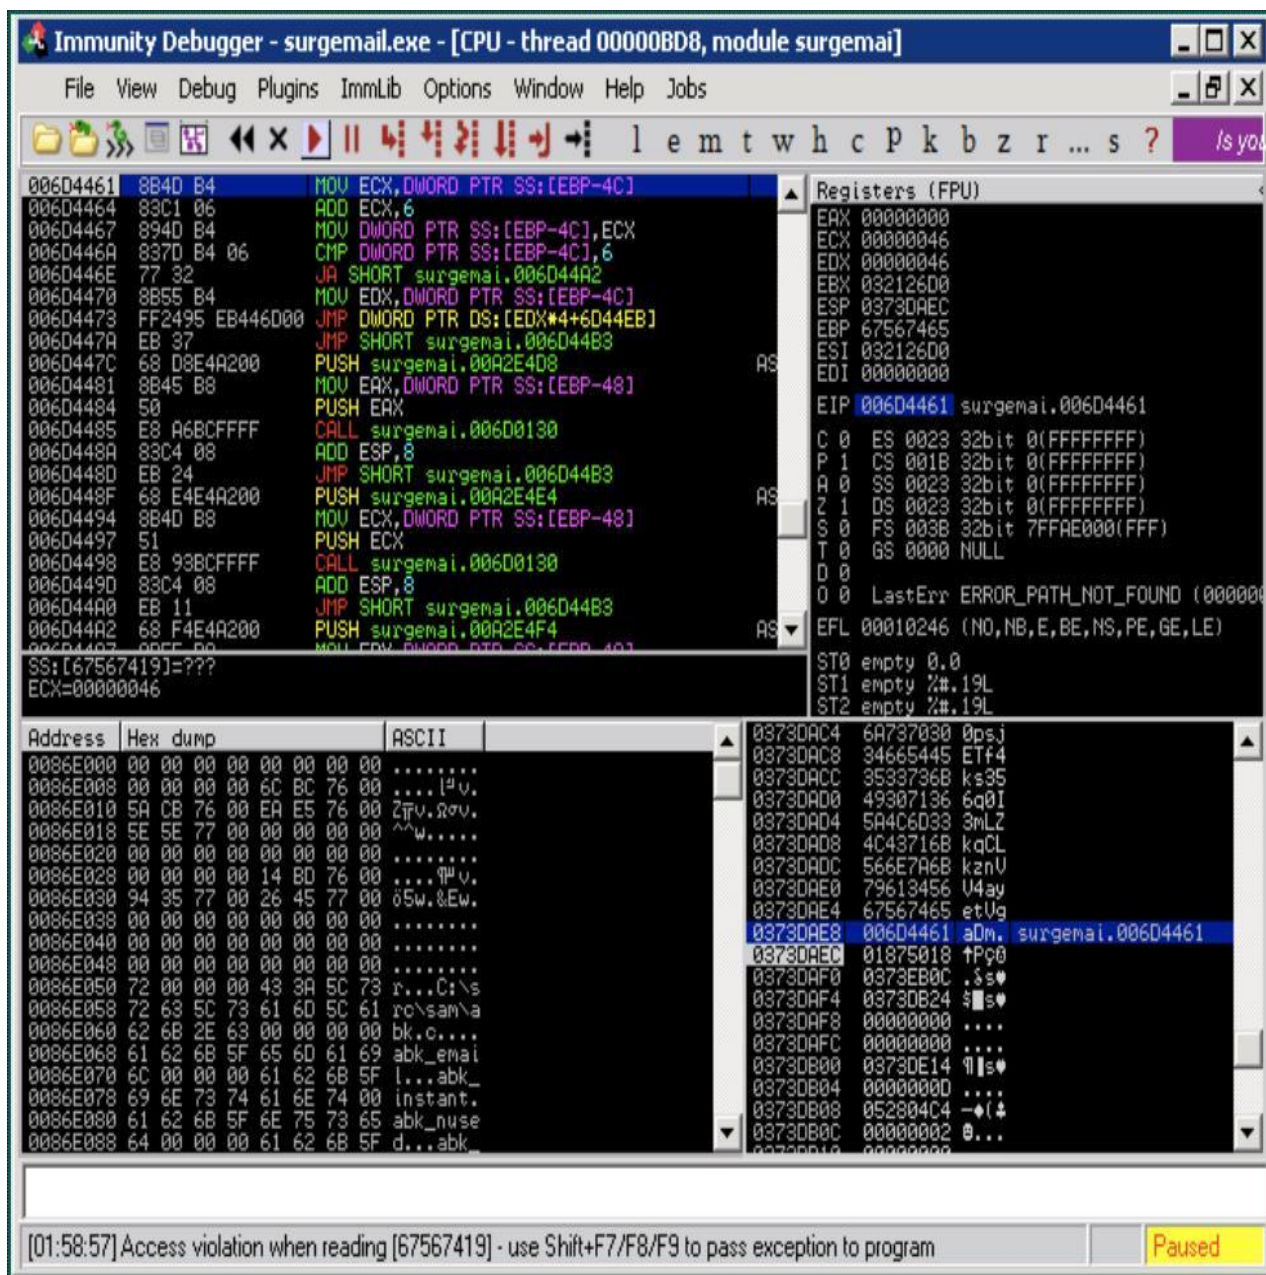 Immunity Debugger - surgemail.exe - [CPU - thread 00000BD8, module surgemai]
File View Debug Plugins ImmLib Options Window Help Jobs
l e m t w h c P k b z r ... s ? Is you
006D4461 8B4D B4 MOV ECX,DWORD PTR SS:[EBP-4C]
006D4464 83C1 06 ADD ECX,6
006D4467 894D B4 MOV DWORD PTR SS:[EBP-4C],ECX
006D446A 837D B4 06 CMP DWORD PTR SS:[EBP-4C],6
006D446E 77 32 JA SHORT surgemai.006D44A2
006D4470 8B55 B4 MOV EDX,DWORD PTR SS:[EBP-4C]
006D4473 FF2495 EB446D00 JMP DWORD PTR DS:[EDX*4+6D44EB]
006D447A EB 37 JMP SHORT surgemai.006D44B3
006D447C 68 D8E4A200 PUSH surgemai.00A2E4D8 AS
006D4481 8B45 B8 MOV EAX,DWORD PTR SS:[EBP-48]
006D4484 50 PUSH EAX
006D4485 E8 A6BCFFFF CALL surgemai.006D0130
006D448A 83C4 08 ADD ESP,8
006D448D EB 24 JMP SHORT surgemai.006D44B3
006D448F 68 E4E4A200 PUSH surgemai.00A2E4E4 AS
006D4494 8B4D B8 MOV ECX,DWORD PTR SS:[EBP-48]
006D4497 51 PUSH ECX
006D4498 E8 93BCFFFF CALL surgemai.006D0130
006D449D 83C4 08 ADD ESP,8
006D44A0 EB 11 JMP SHORT surgemai.006D44B3
006D44A2 68 F4E4A200 PUSH surgemai.00A2E4F4 AS
SS:[67567419]=???
ECX=00000046
Registers (FPU)
EAX 00000000
ECX 00000046
EDX 00000046
EBX 032126D0
ESP 0373DAEC
EBP 67567465
ESI 032126D0
EDI 00000000
EIP 006D4461 surgemai.006D4461
C 0 ES 0023 32bit 0(FFFFFFFF)
P 1 CS 001B 32bit 0(FFFFFFFF)
A 0 SS 0023 32bit 0(FFFFFFFF)
Z 1 DS 0023 32bit 0(FFFFFFFF)
S 0 FS 003B 32bit 7FFAE000(FFF)
T 0 GS 0000 NULL
D 0
O 0 LastErr ERROR_PATH_NOT_FOUND (000000
EFL 00010246 (NO,NB,E,BE,NS,PE,GE,LE)
ST0 empty 0.0
ST1 empty %#.19L
ST2 empty %#.19L
Address Hex dump ASCII
0086E000 00 00 00 00 00 00 00 00 ........
0086E008 00 00 00 00 6C BC 76 00 ....l╝v.
0086E010 5A CB 76 00 EA E5 76 00 Z╦v.Ωσv.
0086E018 5E 5E 77 00 00 00 00 00 ^^w.....
0086E020 00 00 00 00 00 00 00 00 ........
0086E028 00 00 00 00 14 BD 76 00 ....¶╜v.
0086E030 94 35 77 00 26 45 77 00 ö5w.&Ew.
0086E038 00 00 00 00 00 00 00 00 ........
0086E040 00 00 00 00 00 00 00 00 ........
0086E048 00 00 00 00 00 00 00 00 ........
0086E050 72 00 00 00 43 3A 5C 73 r...C:\s
0086E058 72 63 5C 73 61 6D 5C 61 rc\sam\a
0086E060 62 6B 2E 63 00 00 00 00 bk.c....
0086E068 61 62 6B 5F 65 6D 61 69 abk_emai
0086E070 6C 00 00 00 61 62 6B 5F l...abk_
0086E078 69 6E 73 74 61 6E 74 00 instant.
0086E080 61 62 6B 5F 6E 75 73 65 abk_nuse
0086E088 64 00 00 00 61 62 6B 5F d...abk_
0373DAC4 6A737030 0psj
0373DAC8 34665445 ETf4
0373DACC 3533736B ks35
0373DAD0 49307136 6q0I
0373DAD4 5A4C6D33 3mLZ
0373DAD8 4C43716B kqCL
0373DADC 566E7A6B kznV
0373DAE0 79613456 V4ay
0373DAE4 67567465 etVg
0373DAE8 006D4461 aDm. surgemai.006D4461
0373DAEC 01875018 ↑Pç0
0373DAF0 0373EB0C .δs♥
0373DAF4 0373DB24 $█s♥
0373DAF8 00000000 ....
0373DAFC 00000000 ....
0373DB00 0373DE14 ¶▐s♥
0373DB04 0000000D ....
0373DB08 052804C4 ─♦(♣
0373DB0C 00000002 ☻...
[01:58:57] Access violation when reading [67567419] - use Shift+F7/F8/F9 to pass exception to program
Paused